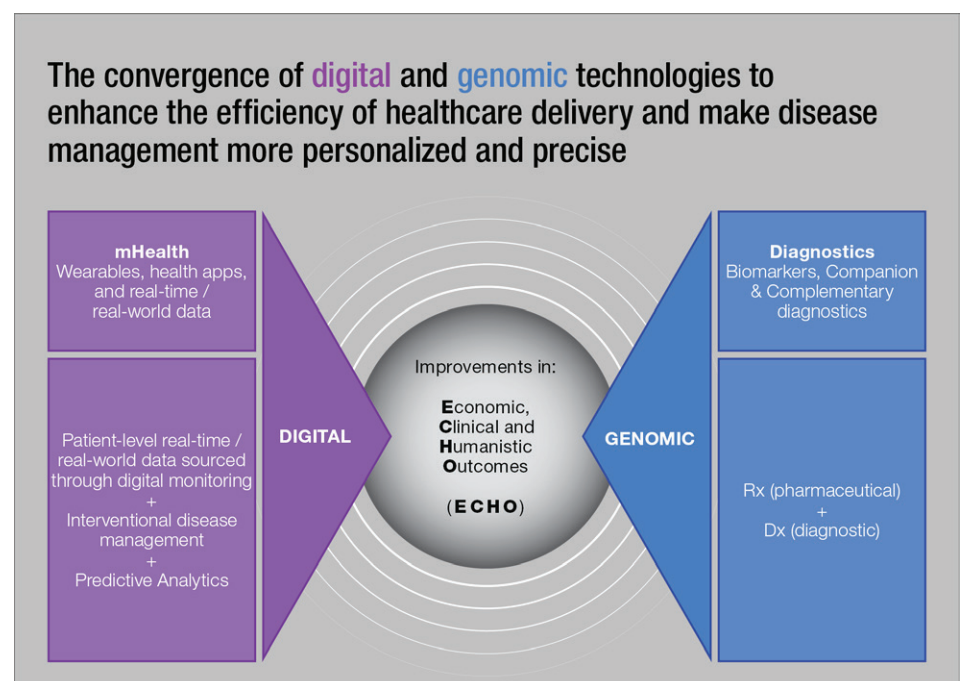 The convergence of digital and genomic technologies to
enhance the efficiency of healthcare delivery and make disease
management more personalized and precise
mHealth
Wearables, health apps,
and real-time /
real-world data
Patient-level real-time /
real-world data sourced
through digital monitoring
+
Interventional disease
management
+
Predictive Analytics
DIGITAL
Improvements in:
Economic,
Clinical and
Humanistic
Outcomes
(ECHO)
GENOMIC
Diagnostics
Biomarkers, Companion
& Complementary
diagnostics
Rx (pharmaceutical)
+
Dx (diagnostic)